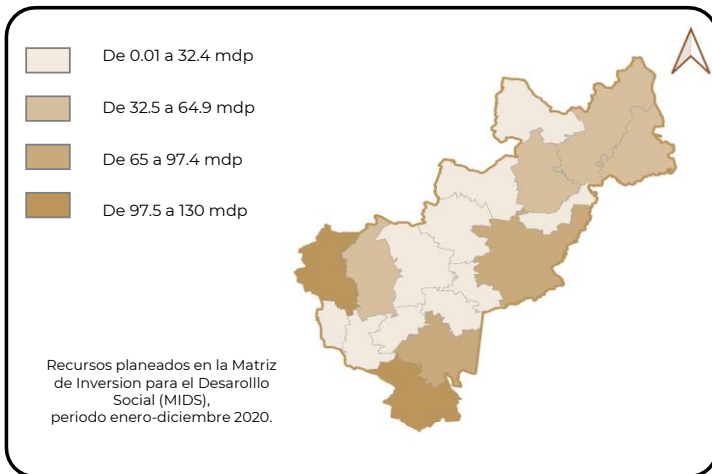 De 0.01 a 32.4 mdp
De 32.5 a 64.9 mdp
De 65 a 97.4 mdp
De 97.5 a 130 mdp
Recursos planeados en la Matriz
de Inversion para el Desarolllo
Social (MIDS),
periodo enero-diciembre 2020.